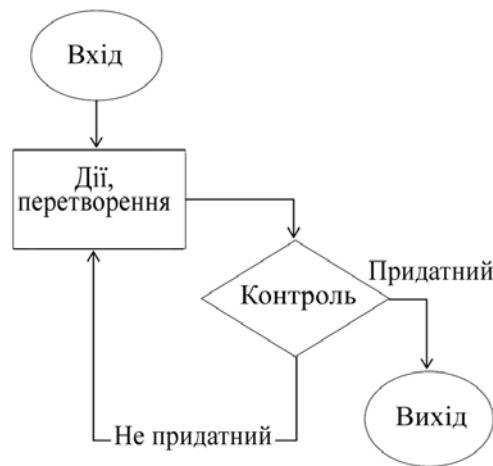 Вхід
Дії,
перетворення
Придатний
Контроль
Не придатний
Вихід